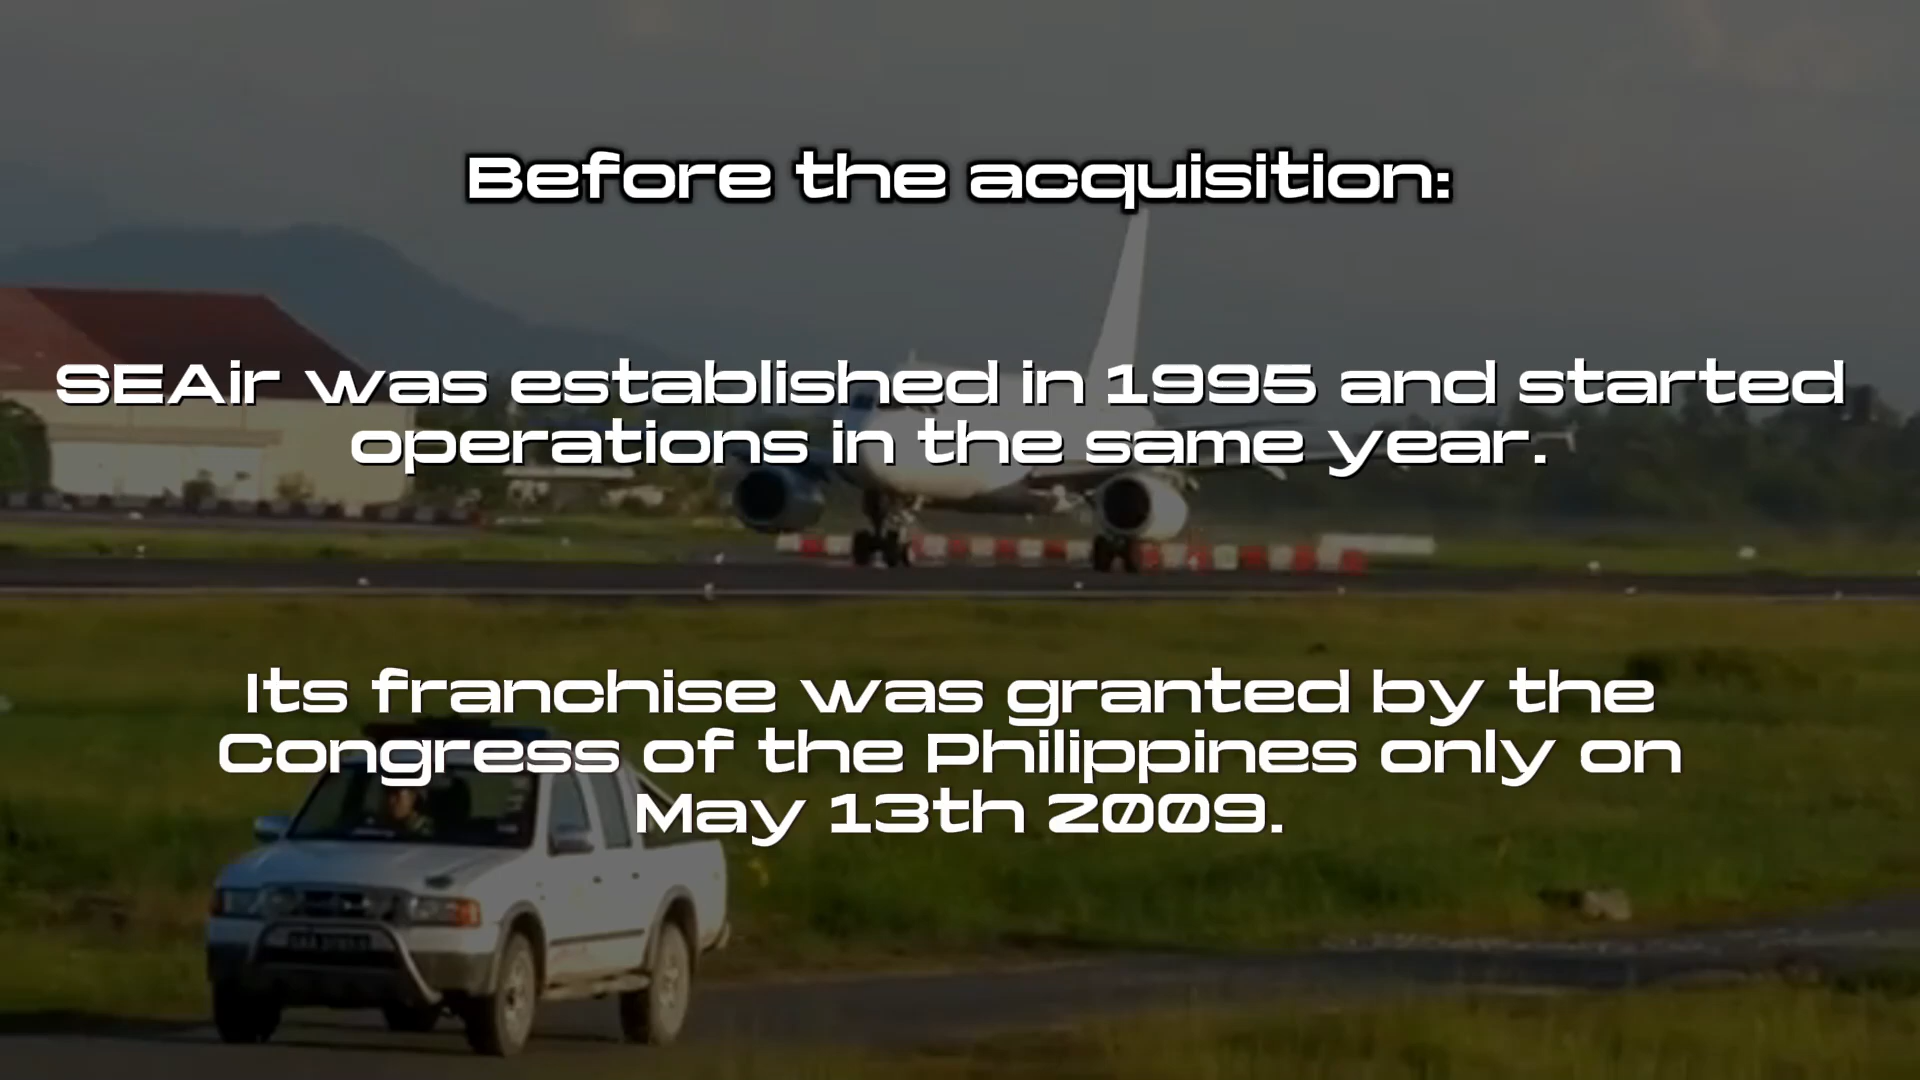 Before the acquisition:
SEAir was established in 1995 and started
operations in the same year.
Its franchise was granted by the
Congress of the Philippines only on
May 13th 2009.